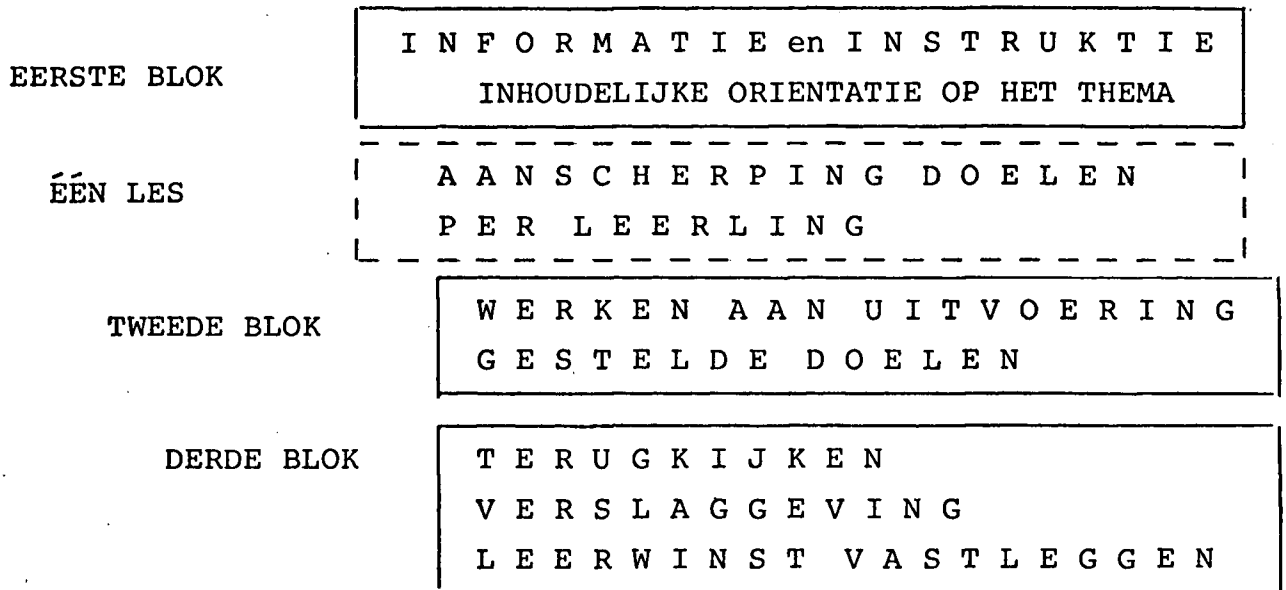 I N F O R M A T I E en I N S T R U K T I E
EERSTE BLOK
INHOUDELIJKE ORIENTATIE OP HET THEMA
A A N S C H E R P I N G D O E L E N
ÉÉN LES
P E R L E E R L I N G
W E R K E N A A N U I T V O E R I N G
TWEEDE BLOK
G E S T E L D E D O E L E N
DERDE BLOK
T E R U G K I J K E N
V E R S L A G G E V I N G
L E E R W I N S T V A S T L E G G E N